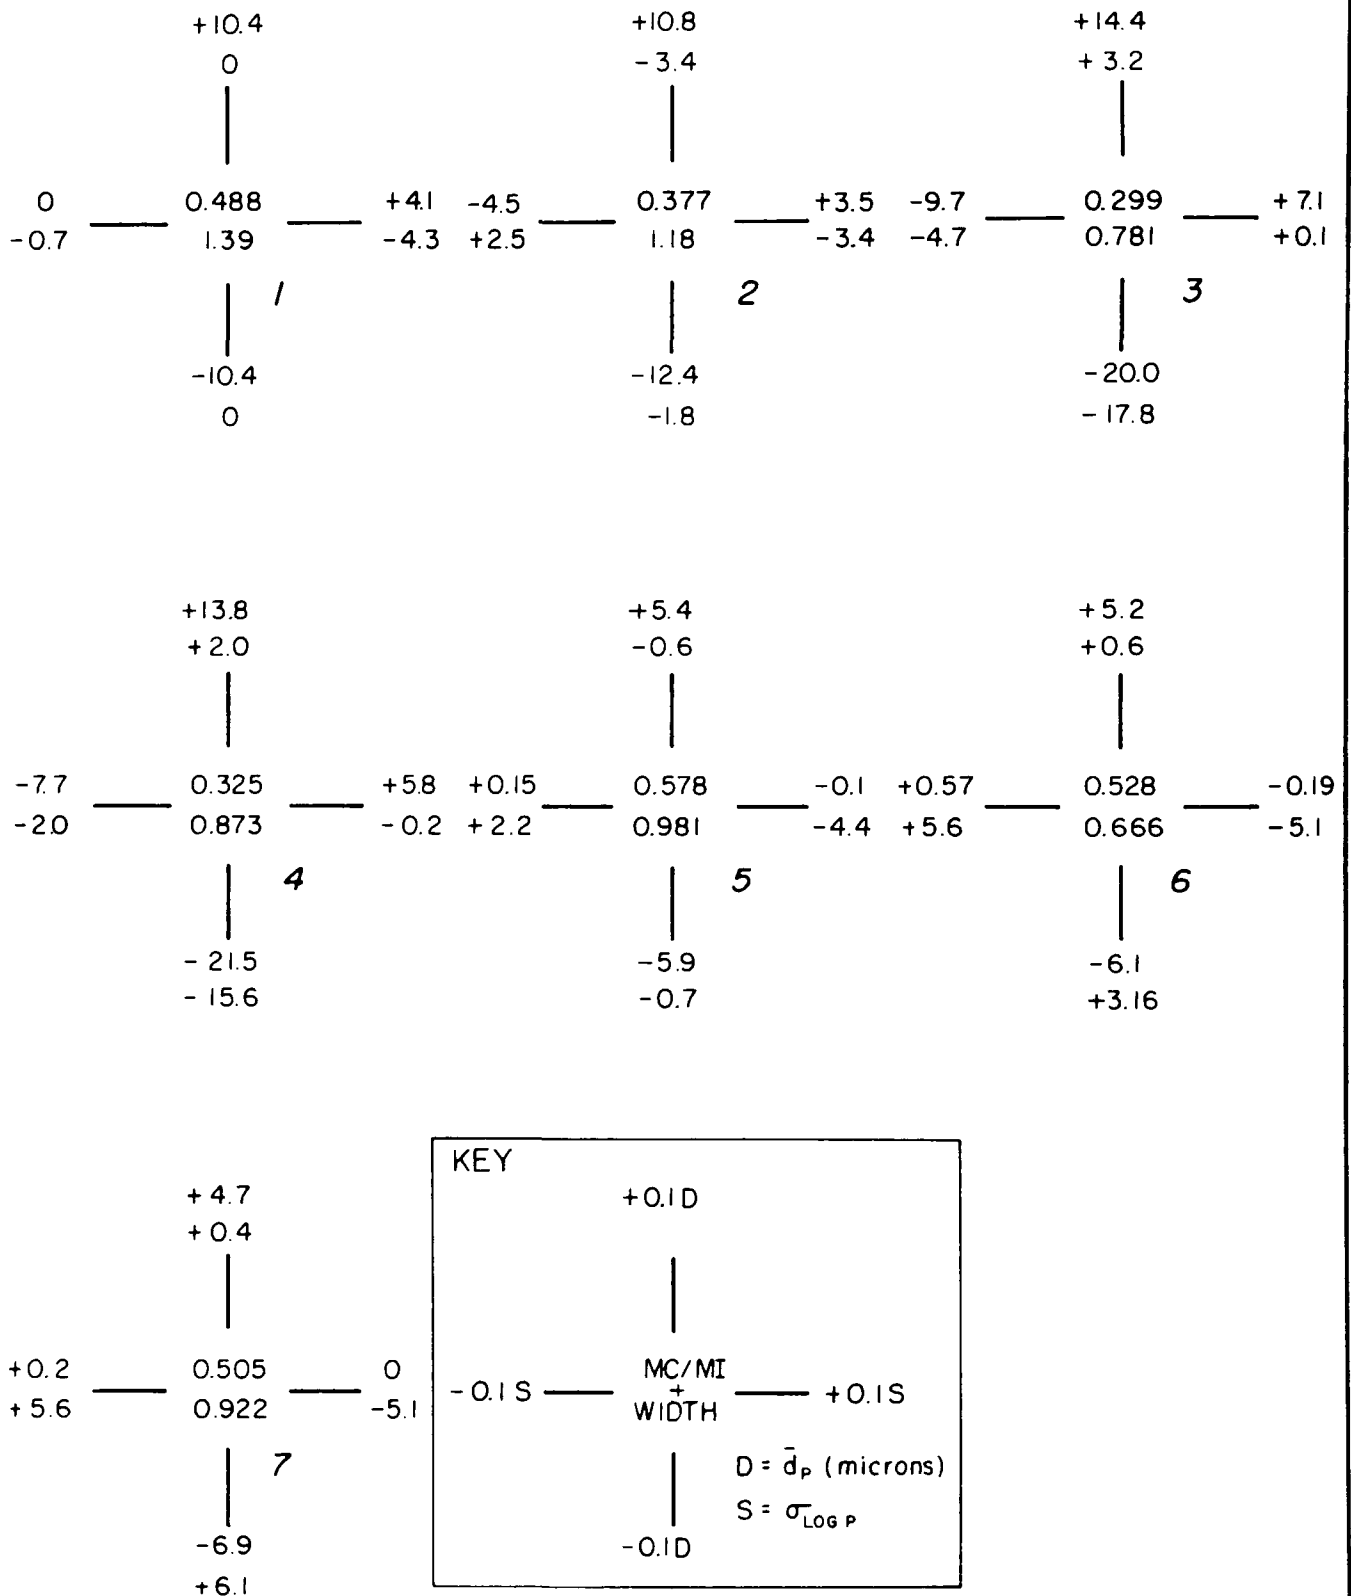 +10.4
0
0 0.488 +4.1
-0.7 1.39 -4.3
1
-10.4
0
+10.8
-3.4
-4.5 0.377 +3.5
+2.5 1.18 -3.4
2
-12.4
-1.8
+14.4
+3.2
-9.7 0.299 +7.1
-4.7 0.781 +0.1
3
-20.0
-17.8
+13.8
+2.0
-7.7 0.325 +5.8
-2.0 0.873 -0.2
4
-21.5
-15.6
+5.4
-0.6
+0.15 0.578 -0.1
+2.2 0.981 -4.4
5
-5.9
-0.7
+5.2
+0.6
+0.57 0.528 -0.19
+5.6 0.666 -5.1
6
-6.1
+3.16
+4.7
+0.4
+0.2 0.505 0
+5.6 0.922 -5.1
7
-6.9
+6.1
KEY
+0.1D
MC/MI
-0.1S + +0.1S
WIDTH
D = d̄p (microns)
S = σLOG P
-0.1D